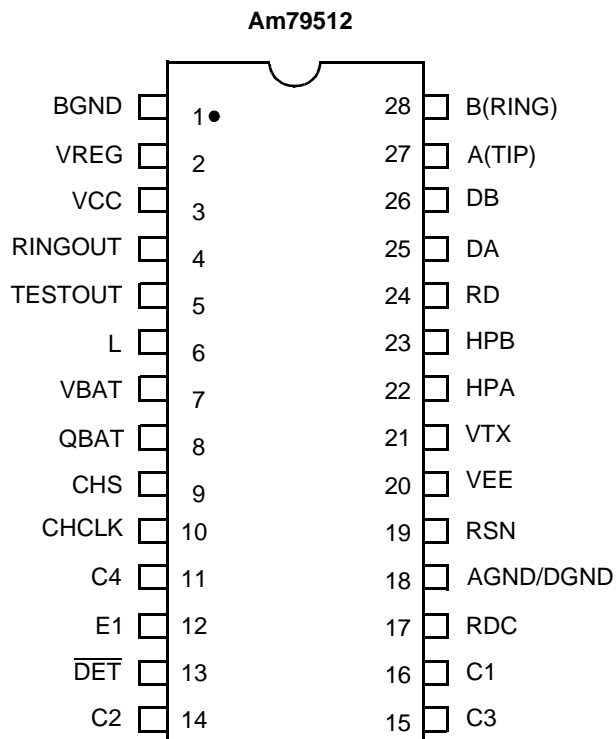 Am79512
BGND 1 28 B(RING)
VREG 2 27 A(TIP)
VCC 3 26 DB
RINGOUT 4 25 DA
TESTOUT 5 24 RD
L 6 23 HPB
VBAT 7 22 HPA
QBAT 8 21 VTX
CHS 9 20 VEE
CHCLK 10 19 RSN
C4 11 18 AGND/DGND
E1 12 17 RDC
DET 13 16 C1
C2 14 15 C3